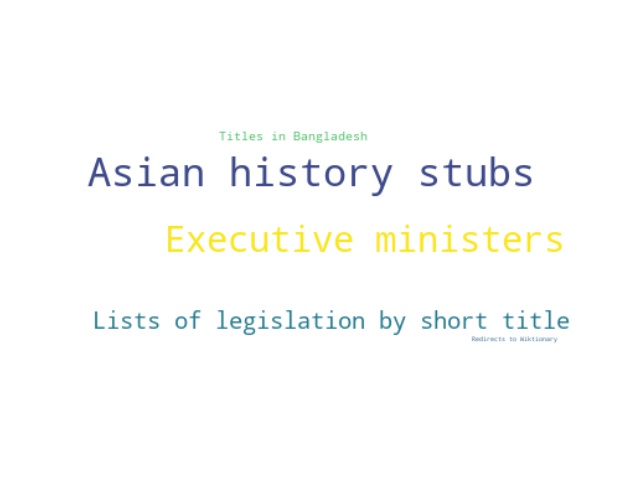 Titles in Bangladesh
Asian history stubs
Executive ministers
Lists of legislation by short title
Redirects to Wiktionary